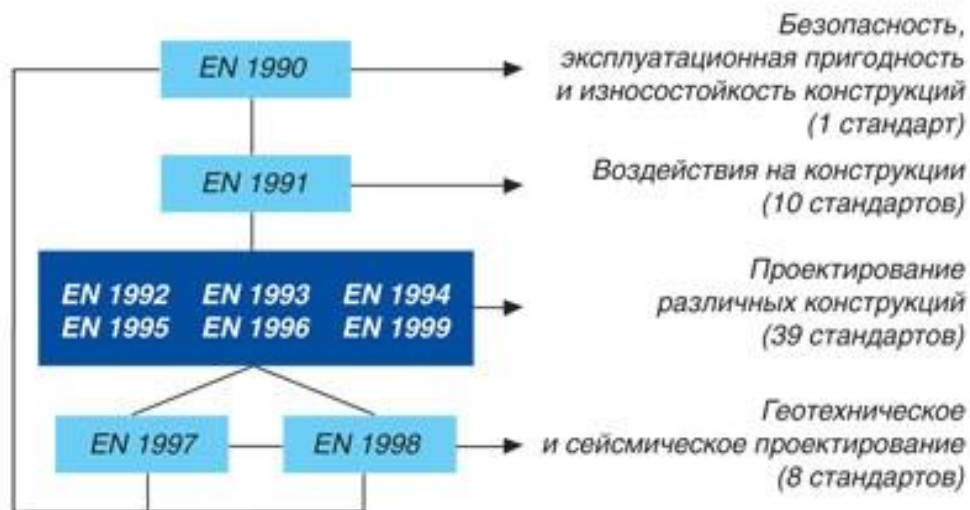 EN 1990
Безопасность,
эксплуатационная пригодность
и износостойкость конструкций
(1 стандарт)
EN 1991
Воздействия на конструкции
(10 стандартов)
EN 1992 EN 1993 EN 1994
EN 1995 EN 1996 EN 1999
Проектирование
различных конструкций
(39 стандартов)
EN 1997 EN 1998
Геотехническое
и сейсмическое проектирование
(8 стандартов)